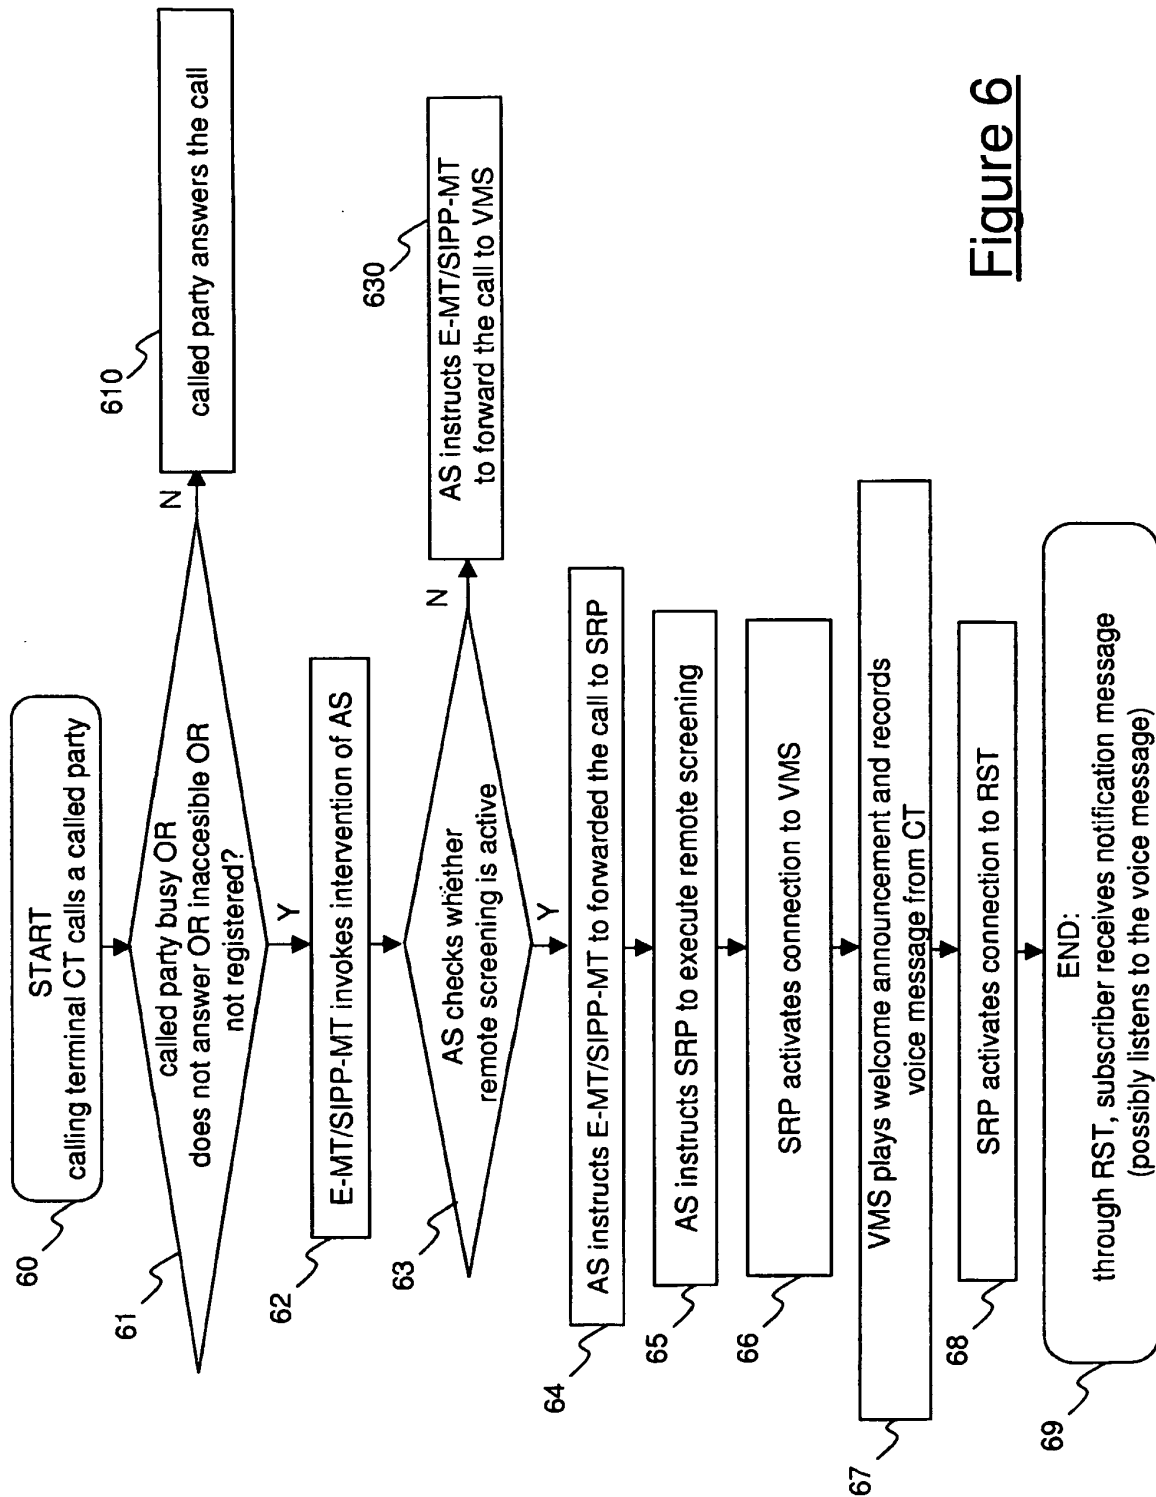 START
calling terminal CT calls a called party
60
called party busy OR
does not answer OR inaccesible OR
not registered?
61
N
called party answers the call
610
Y
E-MT/SIPP-MT invokes intervention of AS
62
AS checks whether
remote screening is active
63
N
AS instructs E-MT/SIPP-MT
to forward the call to VMS
630
Y
AS instructs E-MT/SIPP-MT to forwarded the call to SRP
64
AS instructs SRP to execute remote screening
65
SRP activates connection to VMS
66
VMS plays welcome announcement and records
voice message from CT
67
SRP activates connection to RST
68
END:
through RST, subscriber receives notification message
(possibly listens to the voice message)
69
Figure 6